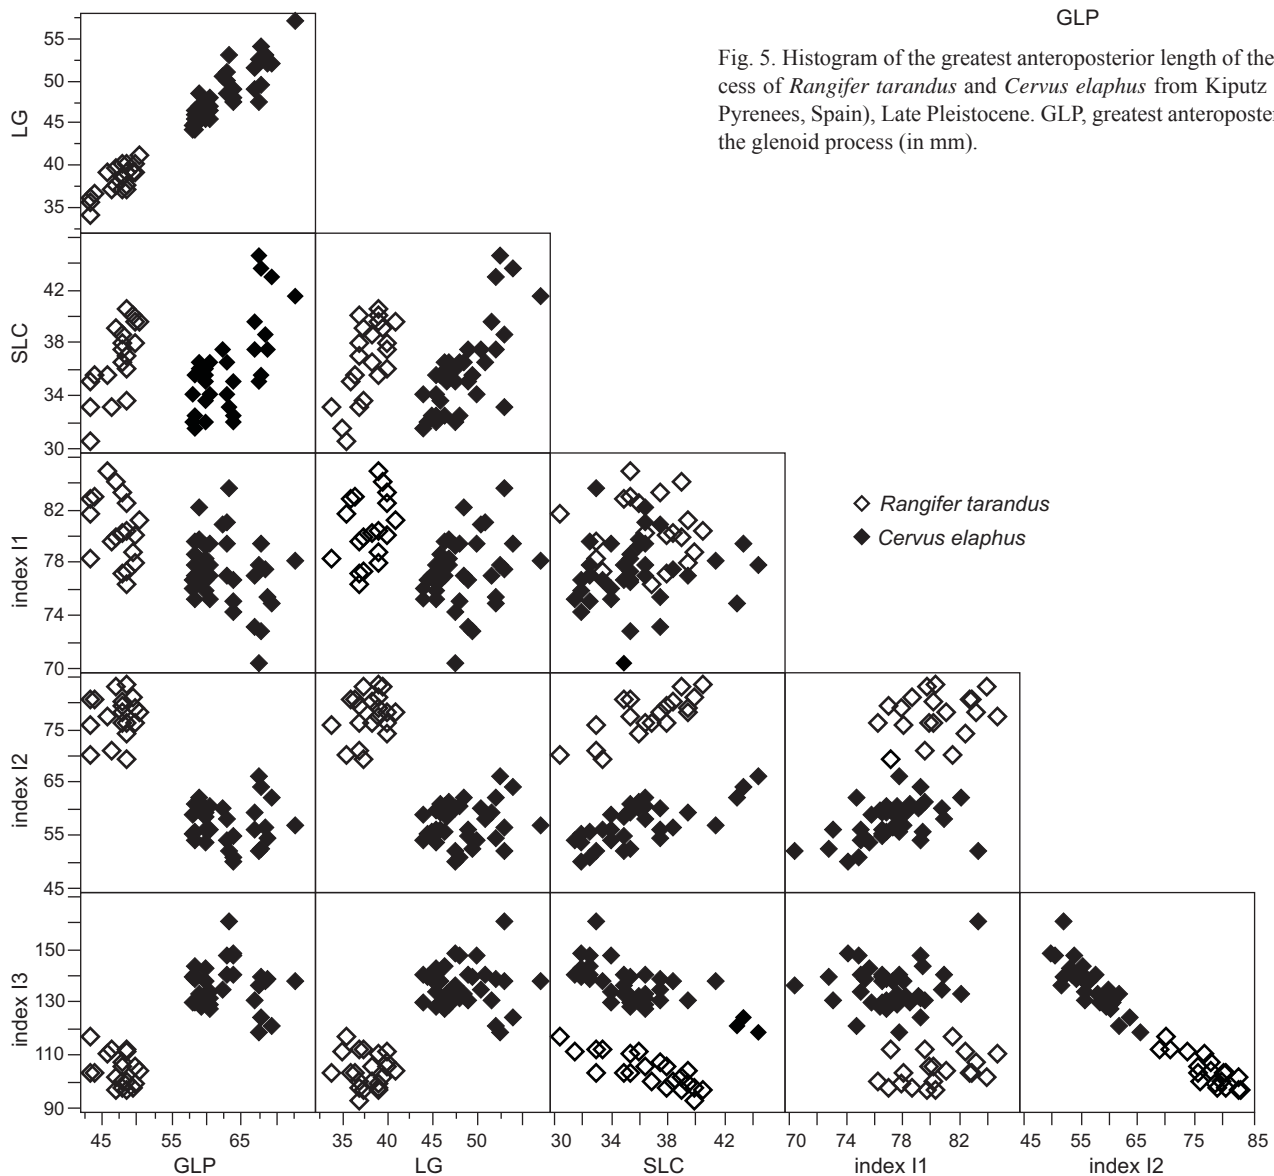 GLP
Fig. 5. Histogram of the greatest anteroposterior length of the
cess of Rangifer tarandus and Cervus elaphus from Kiputz
Pyrenees, Spain), Late Pleistocene. GLP, greatest anteroposte
the glenoid process (in mm).
LG
55
50
45
40
35
SLC
42
38
34
30
index I1
82
78
74
70
Rangifer tarandus
Cervus elaphus
index I2
75
65
55
45
index I3
150
130
110
90
45 55 65
35 40 45 50
30 34 38 42
70 74 78 82
45 55 65 75 85
GLP
LG
SLC
index I1
index I2